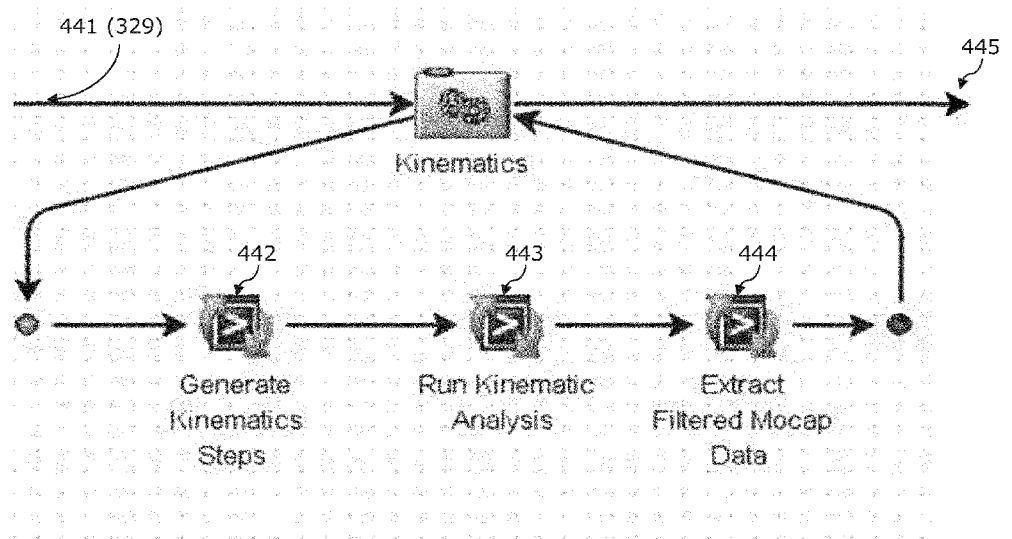 441 (329)
445
Kinematics
442
443
444
Generate
Kinematics
Steps
Run Kinematic
Analysis
Extract
Filtered Mocap
Data